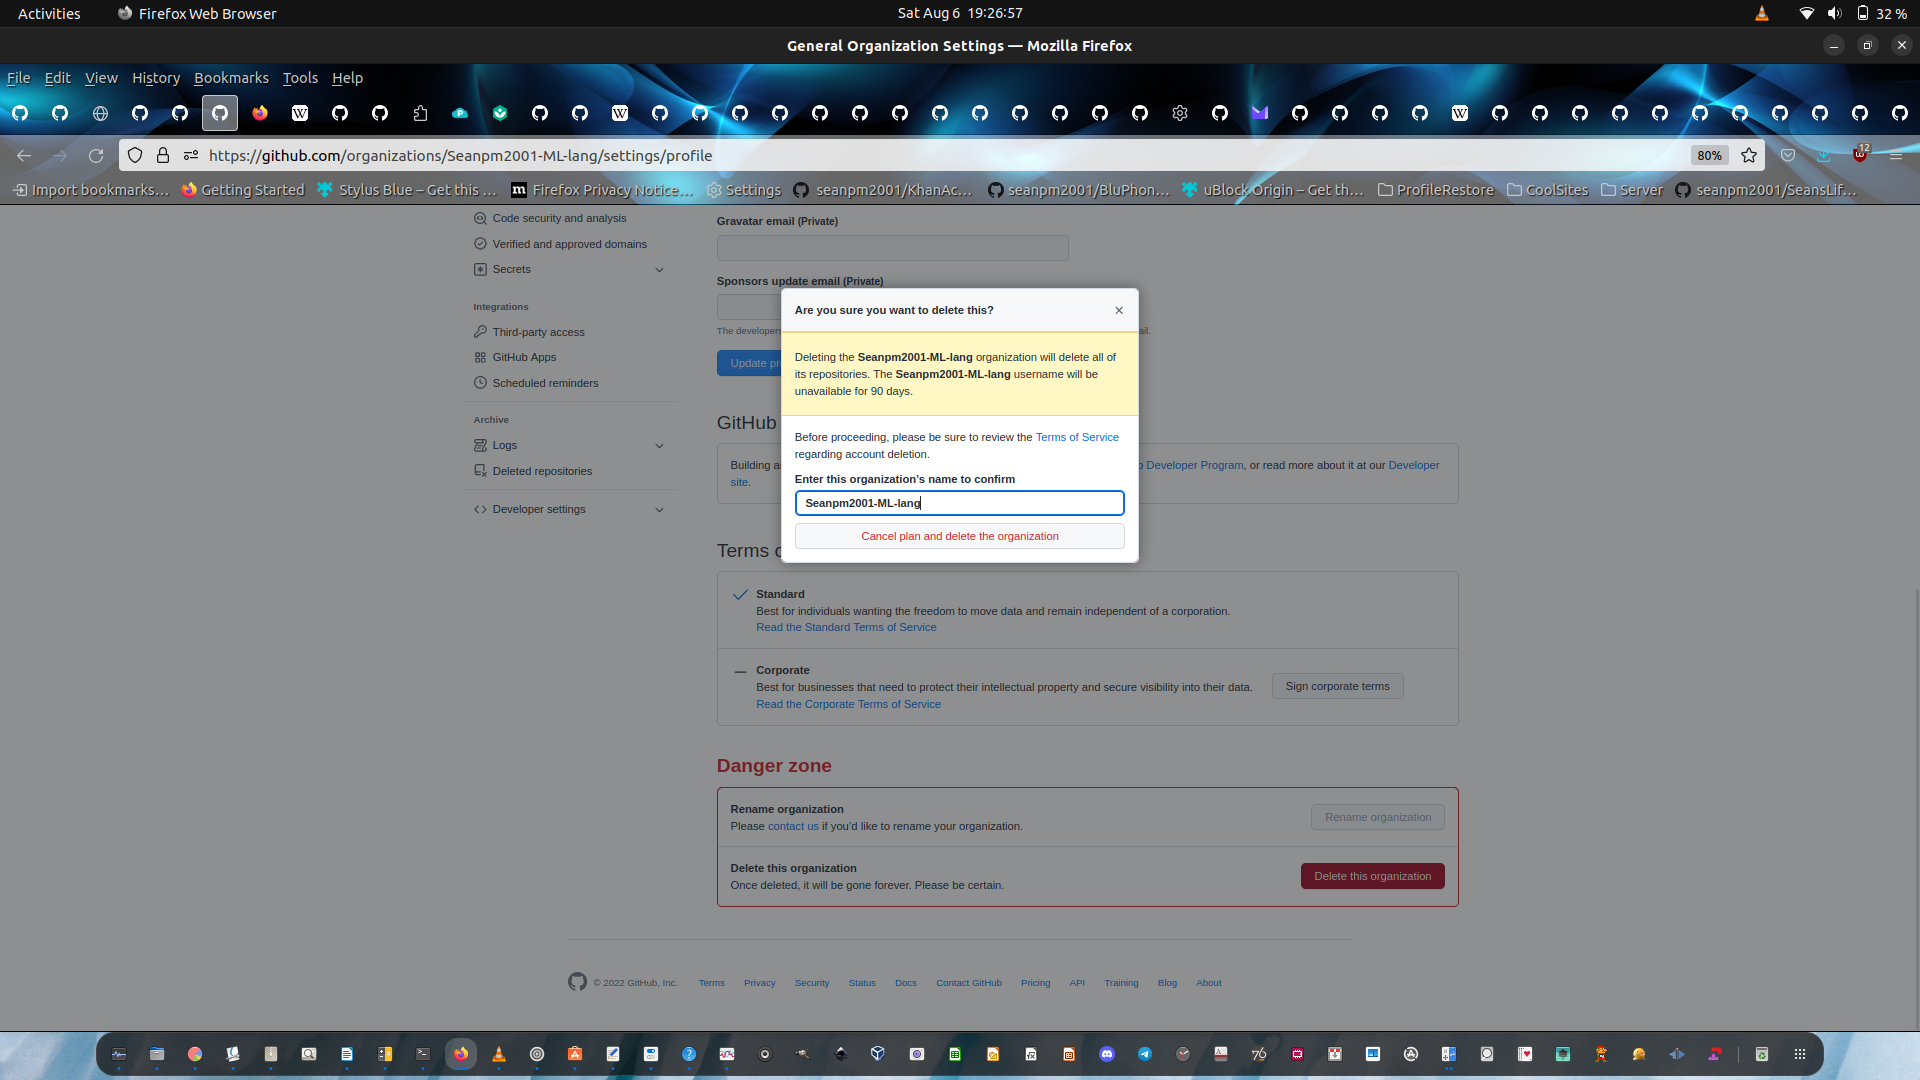 Activities
Firefox Web Browser
Sat Aug 6 19:26:57
32 %
General Organization Settings — Mozilla Firefox
File Edit View History Bookmarks Tools Help
https://github.com/organizations/Seanpm2001-ML-lang/settings/profile
80%
12
Import bookmarks…
Getting Started
Stylus Blue – Get this …
Firefox Privacy Notice…
Settings
seanpm2001/KhanAc…
seanpm2001/BluPhon…
uBlock Origin – Get th…
ProfileRestore
CoolSites
Server
seanpm2001/SeansLif…
Code security and analysis
Verified and approved domains
Secrets
Integrations
Third-party access
GitHub Apps
Scheduled reminders
Archive
Logs
Deleted repositories
Developer settings
Gravatar email (Private)
Sponsors update email (Private)
The developer
ail.
Update pr
Are you sure you want to delete this?
Deleting the Seanpm2001-ML-lang organization will delete all of
its repositories. The Seanpm2001-ML-lang username will be
unavailable for 90 days.
Before proceeding, please be sure to review the Terms of Service
regarding account deletion.
Enter this organization's name to confirm
Seanpm2001-ML-lang
Cancel plan and delete the organization
GitHub
Building a
Developer Program, or read more about it at our Developer
site.
Terms o
Standard
Best for individuals wanting the freedom to move data and remain independent of a corporation.
Read the Standard Terms of Service
Corporate
Best for businesses that need to protect their intellectual property and secure visibility into their data.
Read the Corporate Terms of Service
Sign corporate terms
Danger zone
Rename organization
Please contact us if you'd like to rename your organization.
Rename organization
Delete this organization
Once deleted, it will be gone forever. Please be certain.
Delete this organization
© 2022 GitHub, Inc.
Terms
Privacy
Security
Status
Docs
Contact GitHub
Pricing
API
Training
Blog
About